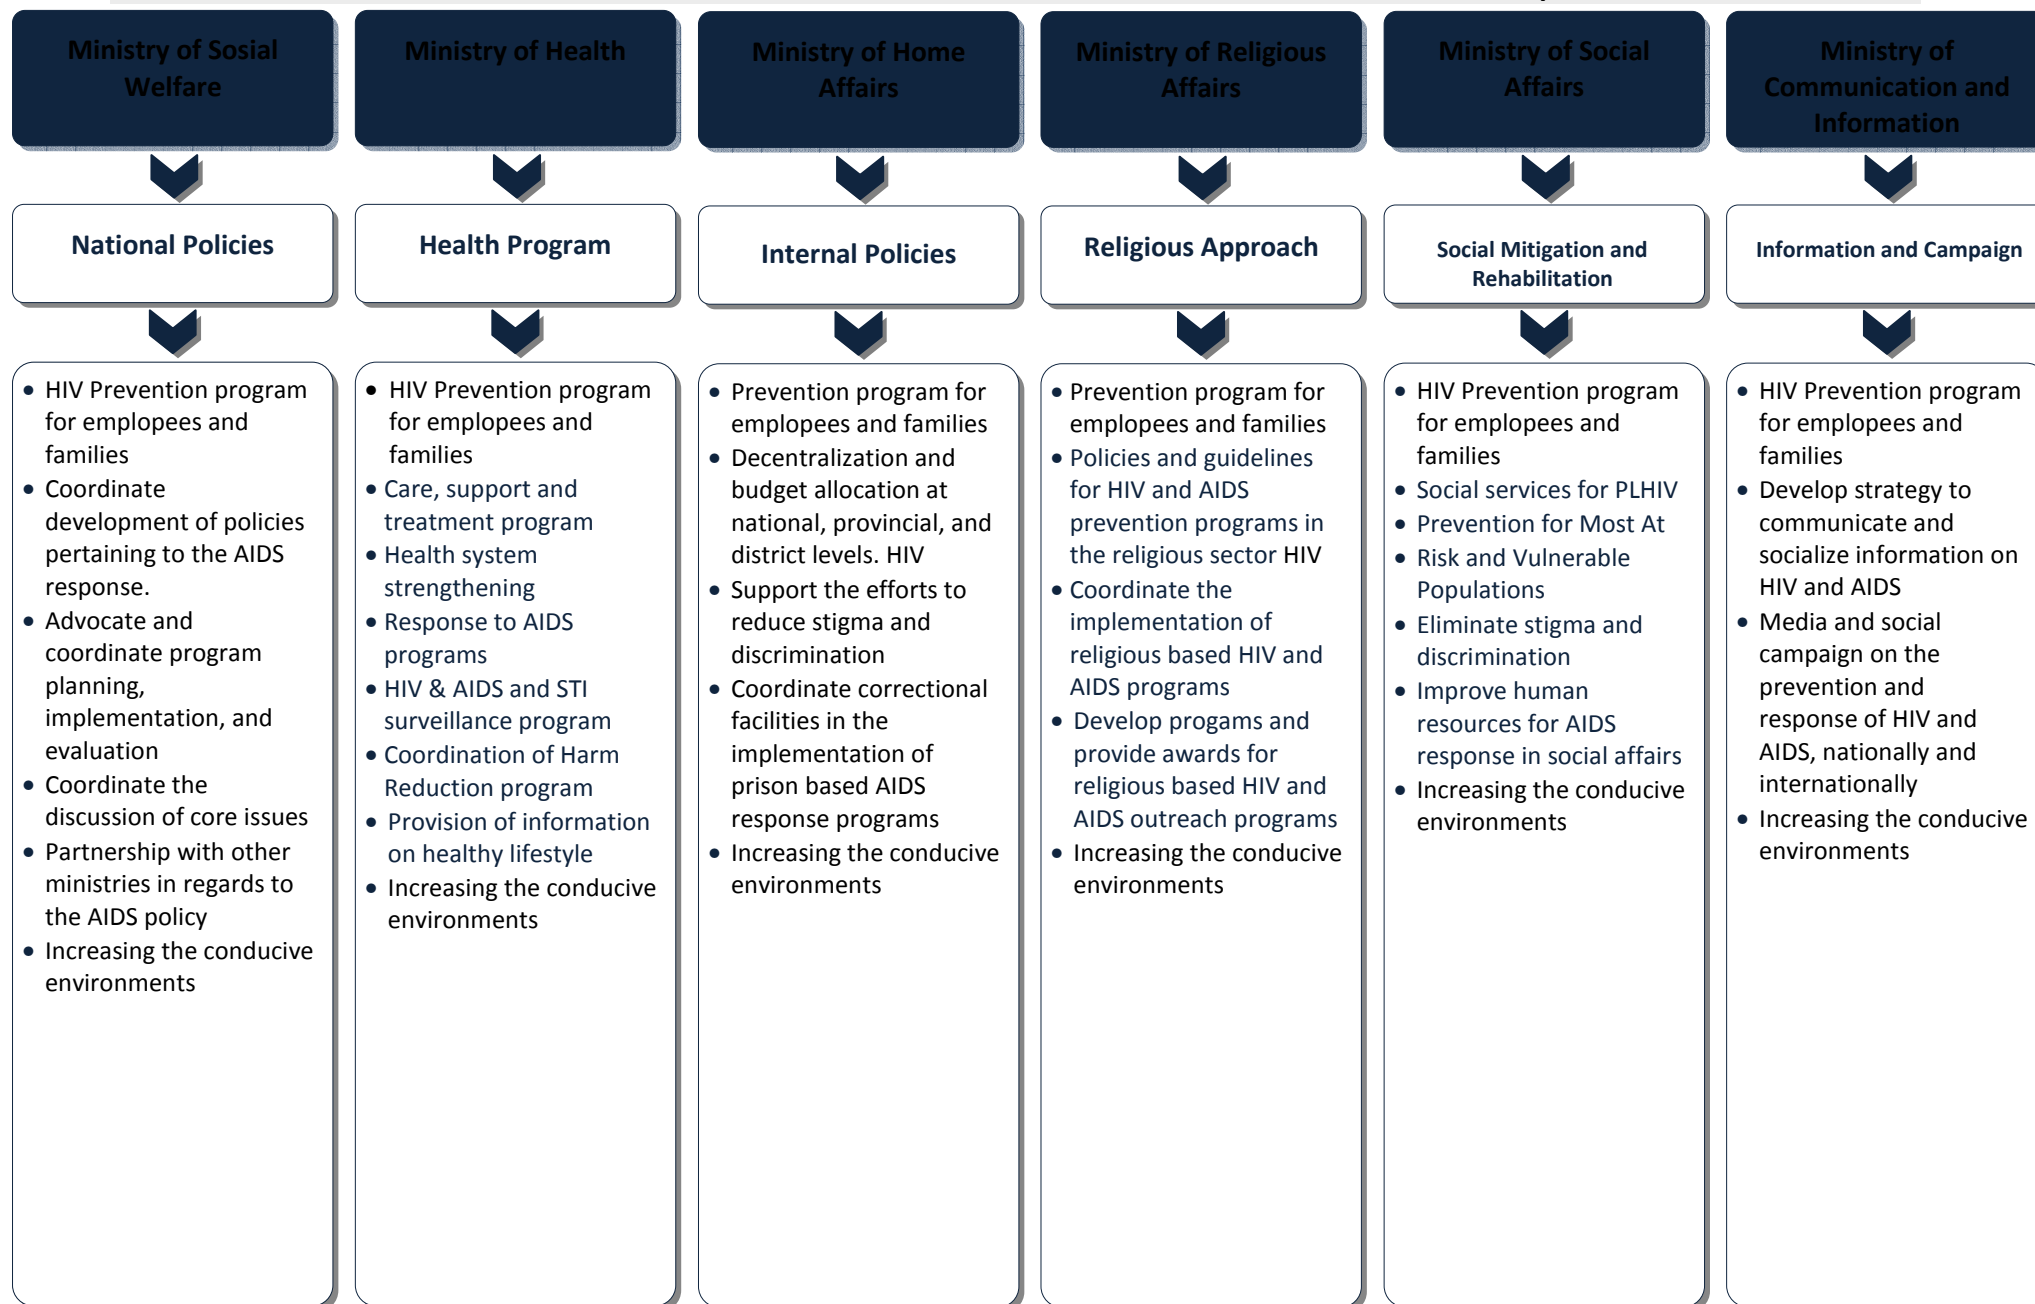 Ministry of Sosial
Welfare
National Policies
• HIV Prevention program
for emplopees and
families
• Coordinate
development of policies
pertaining to the AIDS
response.
• Advocate and
coordinate program
planning,
implementation, and
evaluation
• Coordinate the
discussion of core issues
• Partnership with other
ministries in regards to
the AIDS policy
• Increasing the conducive
environments
Ministry of Health
Health Program
• HIV Prevention program
for emplopees and
families
• Care, support and
treatment program
• Health system
strengthening
• Response to AIDS
programs
• HIV & AIDS and STI
surveillance program
• Coordination of Harm
Reduction program
• Provision of information
on healthy lifestyle
• Increasing the conducive
environments
Ministry of Home
Affairs
Internal Policies
• Prevention program for
emplopees and families
• Decentralization and
budget allocation at
national, provincial, and
district levels. HIV
• Support the efforts to
reduce stigma and
discrimination
• Coordinate correctional
facilities in the
implementation of
prison based AIDS
response programs
• Increasing the conducive
environments
Ministry of Religious
Affairs
Religious Approach
• Prevention program for
emplopees and families
• Policies and guidelines
for HIV and AIDS
prevention programs in
the religious sector HIV
• Coordinate the
implementation of
religious based HIV and
AIDS programs
• Develop progams and
provide awards for
religious based HIV and
AIDS outreach programs
• Increasing the conducive
environments
Ministry of Social
Affairs
Social Mitigation and
Rehabilitation
• HIV Prevention program
for emplopees and
families
• Social services for PLHIV
• Prevention for Most At
• Risk and Vulnerable
Populations
• Eliminate stigma and
discrimination
• Improve human
resources for AIDS
response in social affairs
• Increasing the conducive
environments
Ministry of
Communication and
Information
Information and Campaign
• HIV Prevention program
for emplopees and
families
• Develop strategy to
communicate and
socialize information on
HIV and AIDS
• Media and social
campaign on the
prevention and
response of HIV and
AIDS, nationally and
internationally
• Increasing the conducive
environments